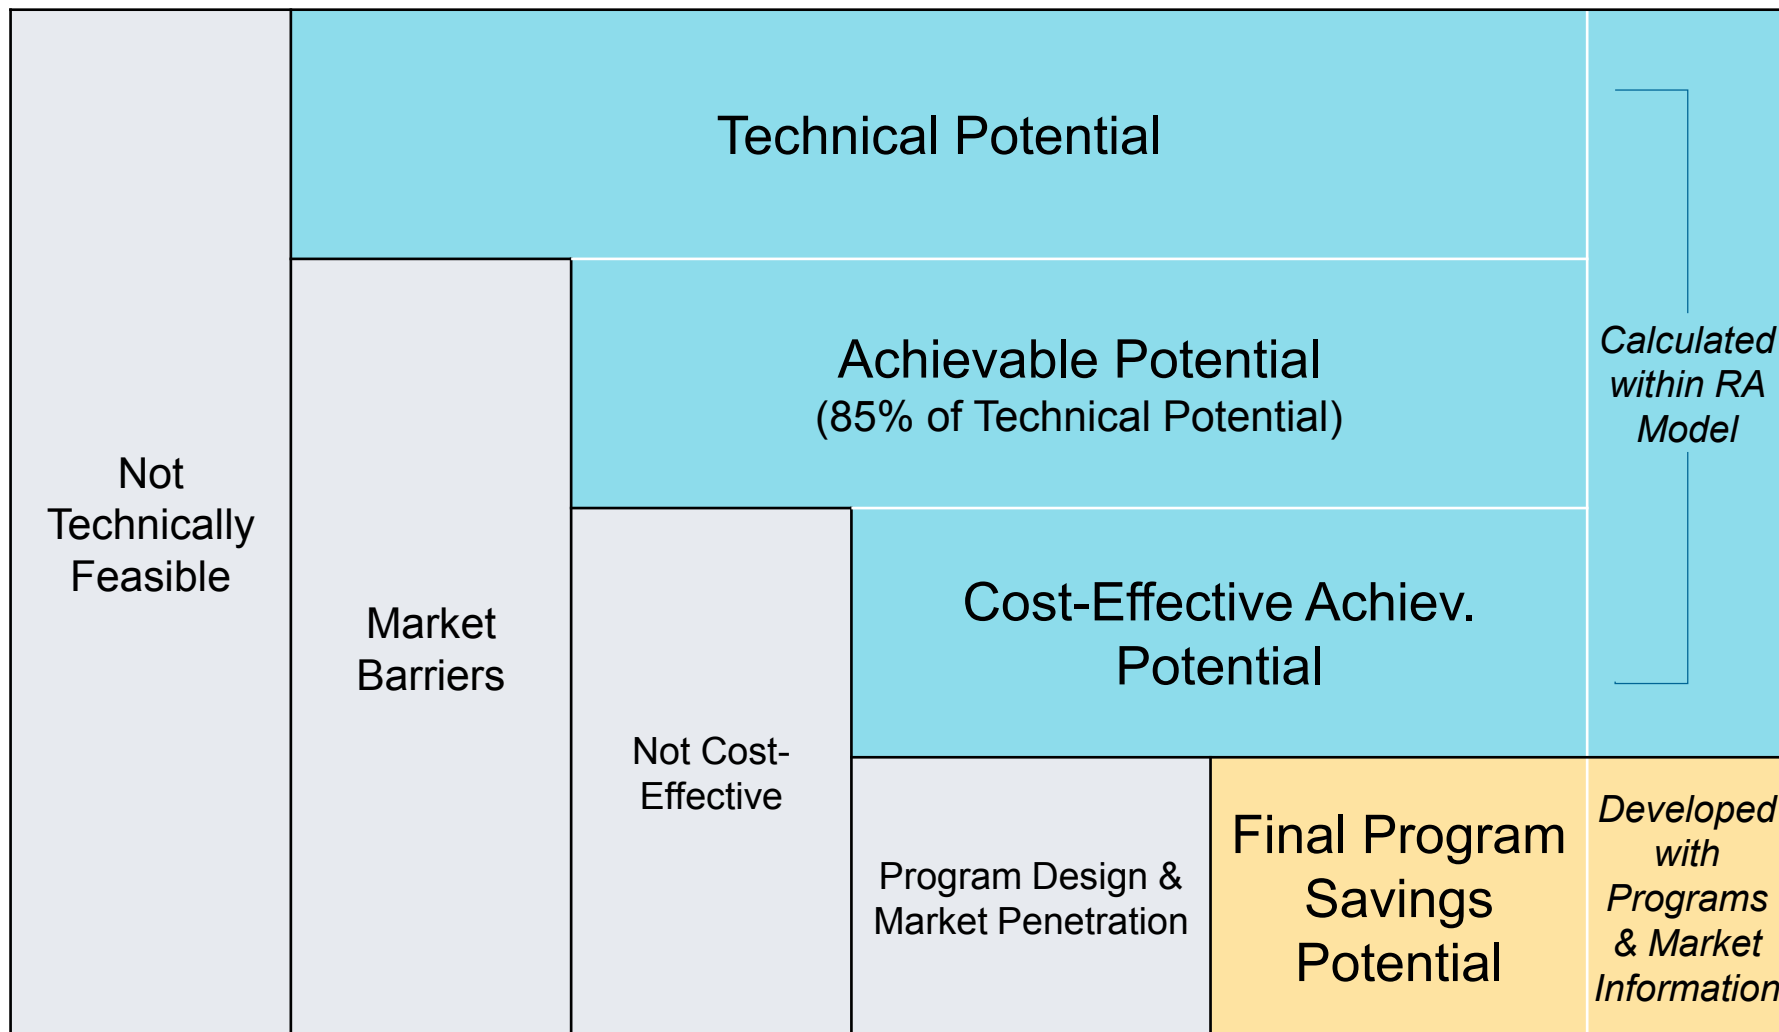 Technical Potential
Achievable Potential
(85% of Technical Potential)
Calculated
within RA
Model
Not
Technically
Feasible
Market
Barriers
Cost-Effective Achiev.
Potential
Not Cost-
Effective
Program Design &
Market Penetration
Final Program
Savings
Potential
Developed
with
Programs
& Market
Information